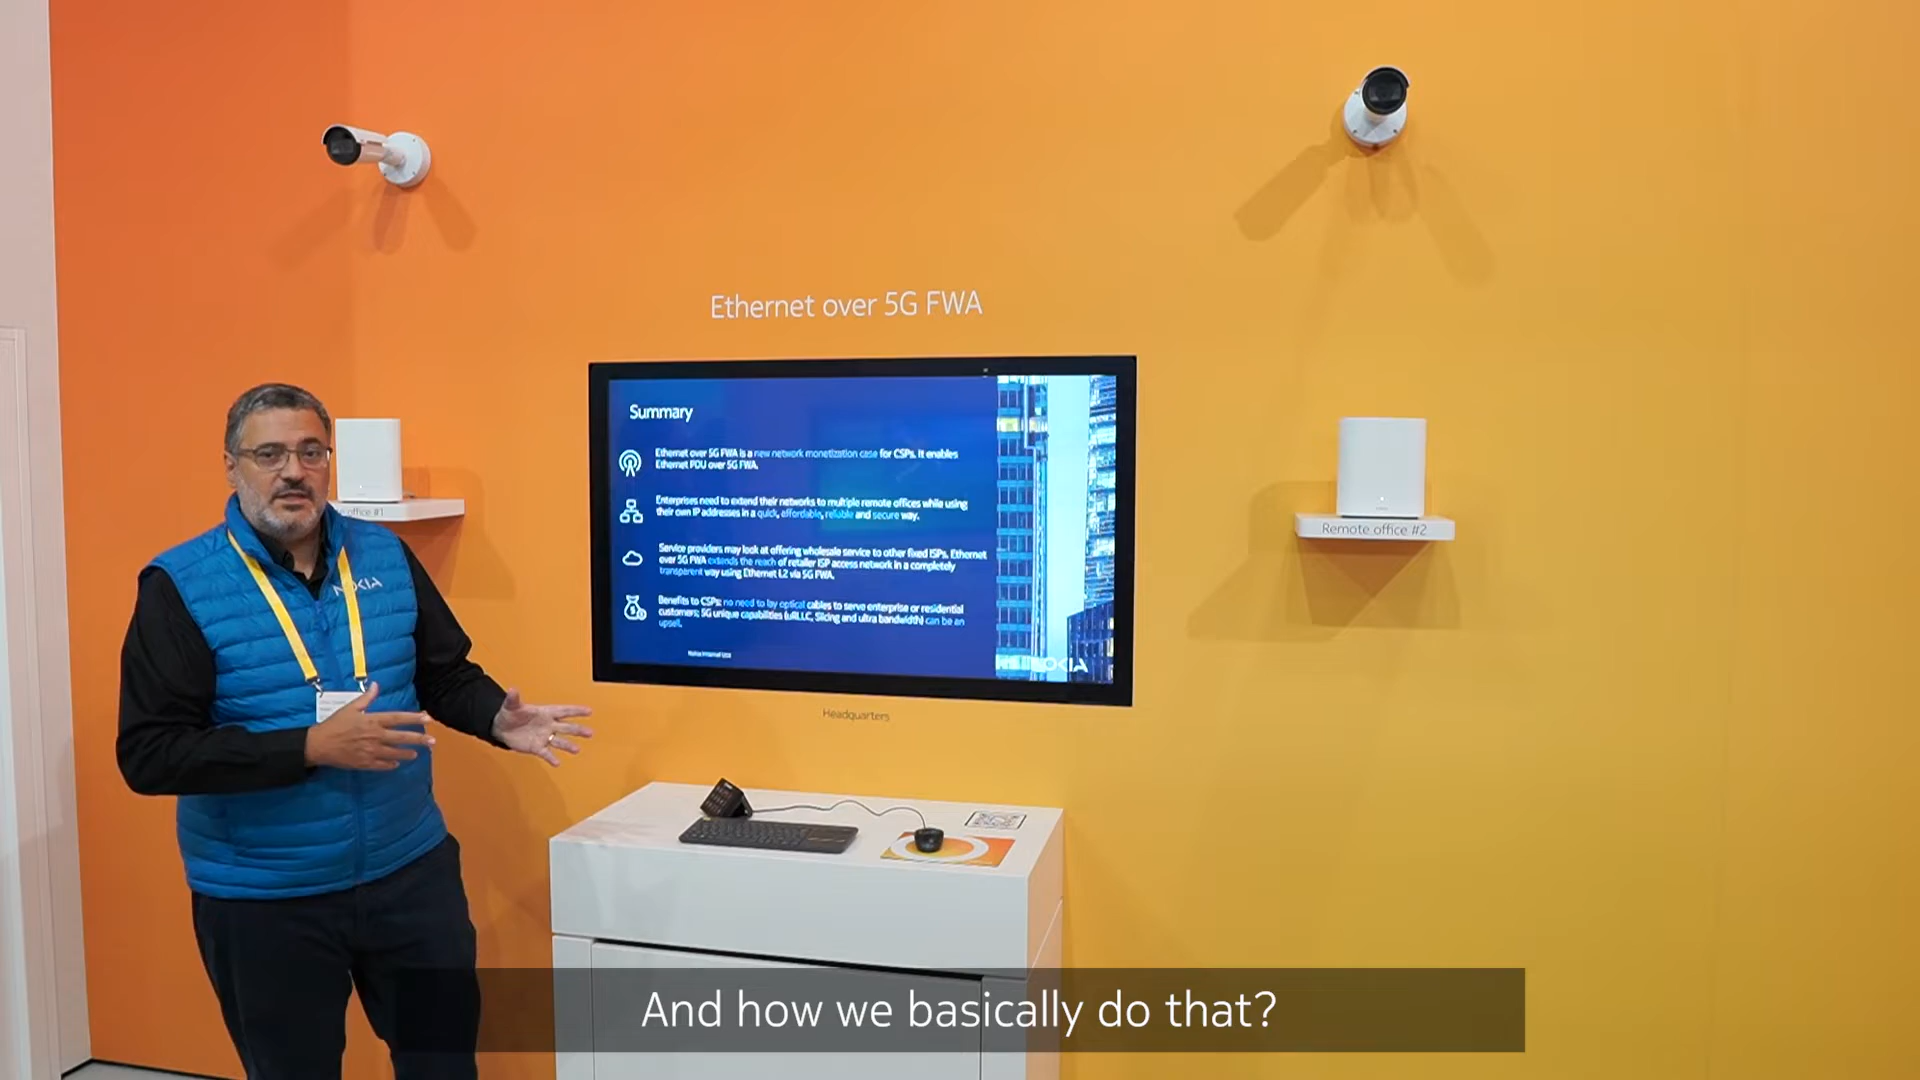 Ethernet over 5G FWA
Summary
Ethernet over 5G FWA is a new network monetization case for CSPs. It enables
Ethernet PDU over 5G FWA.
Enterprises need to extend their networks to multiple remote offices while using
their own IP addresses in a quick, affordable, reliable and secure way.
Service providers may look at offering wholesale service to other fixed ISPs. Ethernet
over 5G FWA extends the reach of retailer ISP access network in a completely
transparent way using Ethernet L2 via 5G FWA.
Benefits to CSPs: no need to lay optical cables to serve enterprise or residential
customers; 5G unique capabilities (uRLLC, Slicing and ultra bandwidth) can be an
upsell.
Nokia internal use
NOKIA
Headquarters
office #1
Remote office #2
NOKIA
And how we basically do that?